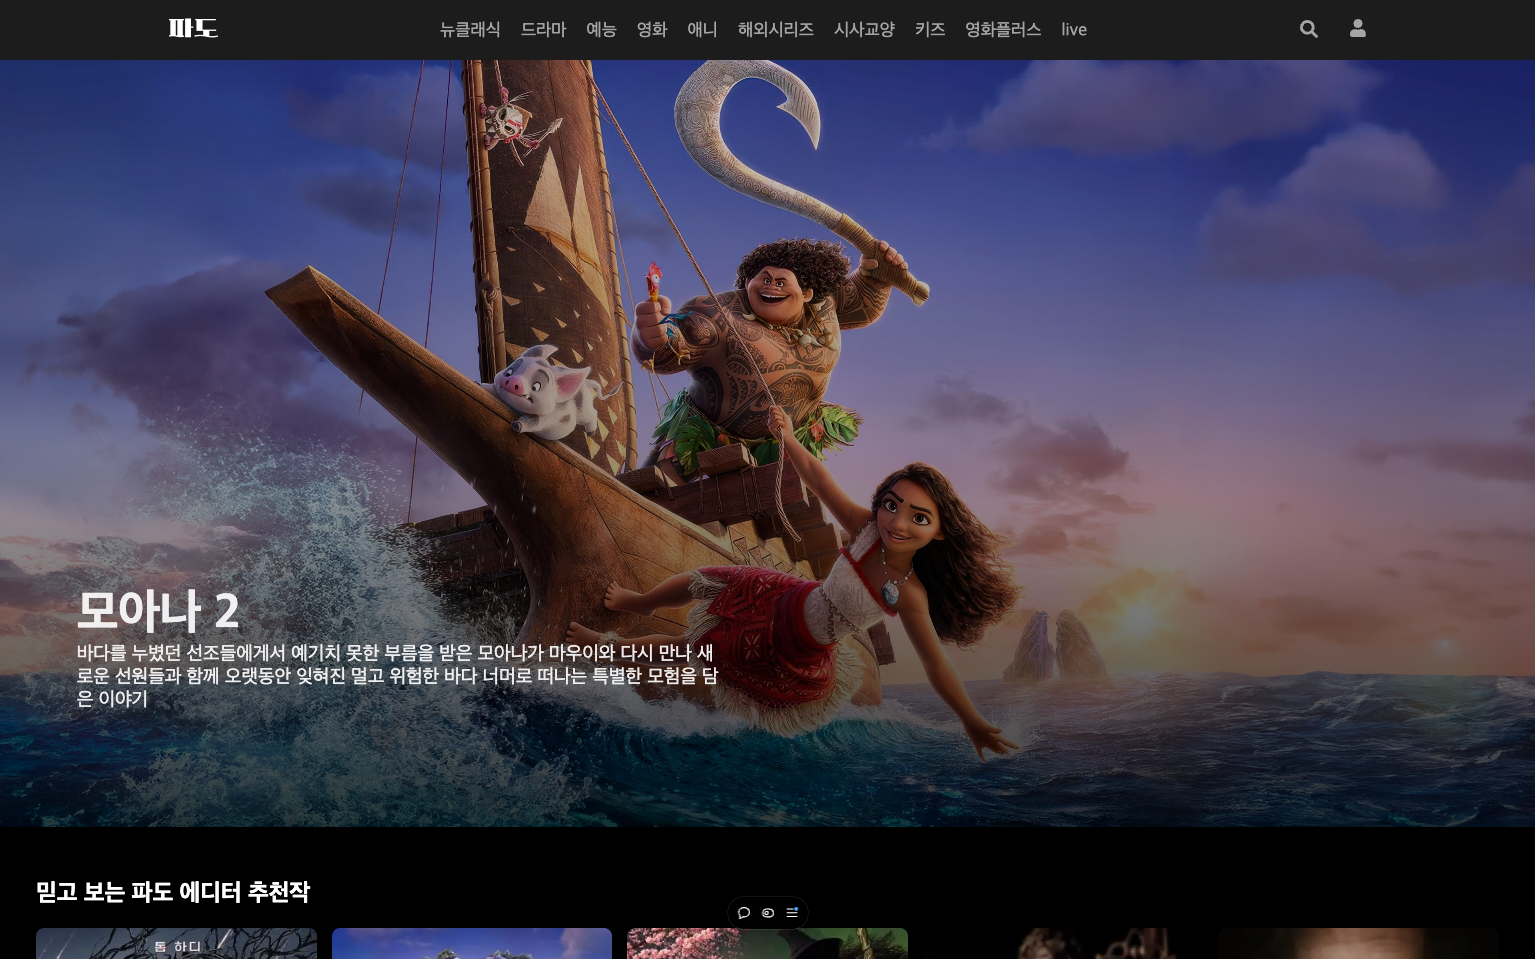 파도
뉴클래식 드라마 예능 영화 애니 해외시리즈 시사교양 키즈 영화플러스 live
모아나 2
바다를 누볐던 선조들에게서 예기치 못한 부름을 받은 모아나가 마우이와 다시 만나 새
로운 선원들과 함께 오랫동안 잊혀진 멀고 위험한 바다 너머로 떠나는 특별한 모험을 담
은 이야기
믿고 보는 파도 에디터 추천작
톰 하디